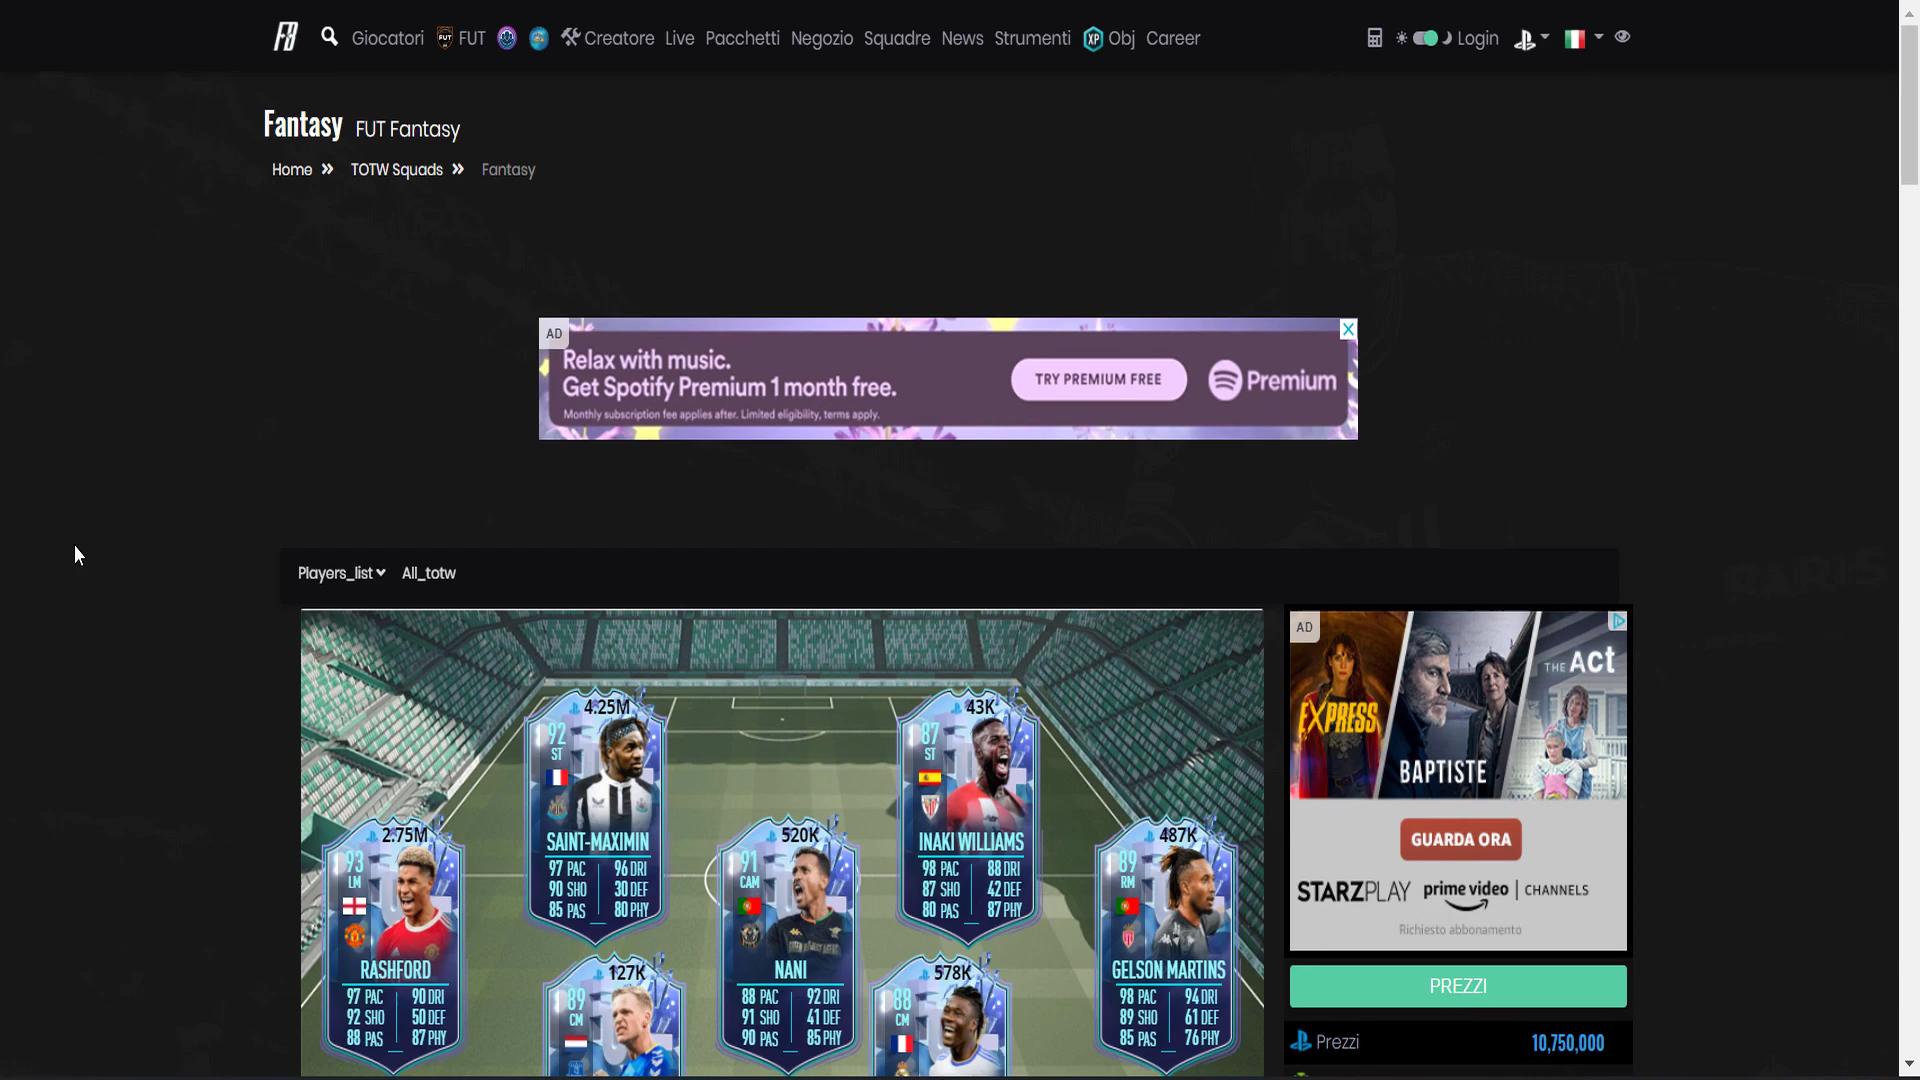 Giocatori FUT Creatore Live Pacchetti Negozio Squadre News Strumenti XP Obj Career Login
Fantasy FUT Fantasy
Home » TOTW Squads » Fantasy
AD
Relax with music.
Get Spotify Premium 1 month free.
Monthly subscription fee applies after. Limited eligibility, terms apply.
TRY PREMIUM FREE
Premium
Players_list All_totw
4.25M
92
ST
SAINT-MAXIMIN
97 PAC 96 DRI
90 SHO 30 DEF
85 PAS 80 PHY
43K
87
ST
INAKI WILLIAMS
98 PAC 88 DRI
87 SHO 42 DEF
80 PAS 87 PHY
2.75M
93
LM
RASHFORD
97 PAC 90 DRI
92 SHO 50 DEF
88 PAS 87 PHY
520K
91
CAM
NANI
88 PAC 92 DRI
91 SHO 41 DEF
90 PAS 85 PHY
487K
89
RM
GELSON MARTINS
98 PAC 94 DRI
89 SHO 61 DEF
85 PAS 76 PHY
127K
89
CM
578K
88
CM
AD
EXPRESS
BAPTISTE
THE ACT
GUARDA ORA
STARZPLAY prime video | CHANNELS
Richiesto abbonamento
PREZZI
Prezzi 10,750,000